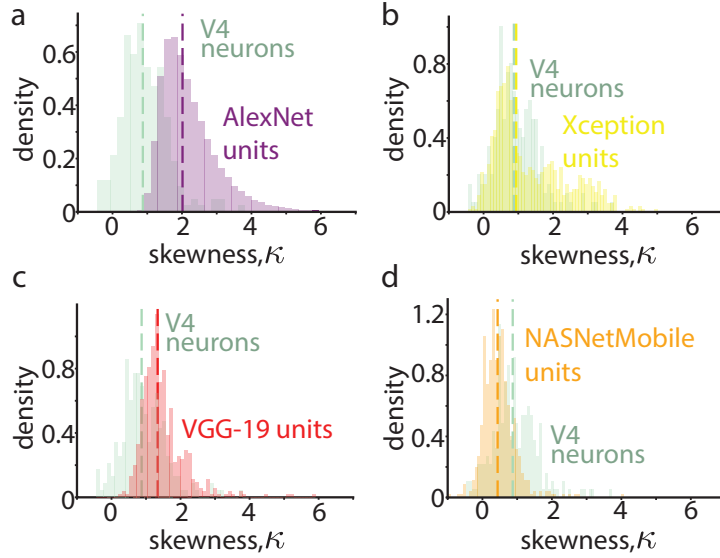 a
V4
neurons
AlexNet
units
density
0.6
0.4
0.2
0
0 2 4 6
skewness,κ
b
V4
neurons
Xception
units
density
0.8
0.4
0
0 2 4 6
skewness,κ
c
V4
neurons
VGG-19 units
density
0.8
0.4
0
0 2 4 6
skewness,κ
d
NASNetMobile
units
V4
neurons
density
1.2
0.8
0.4
0
0 2 4 6
skewness,κ